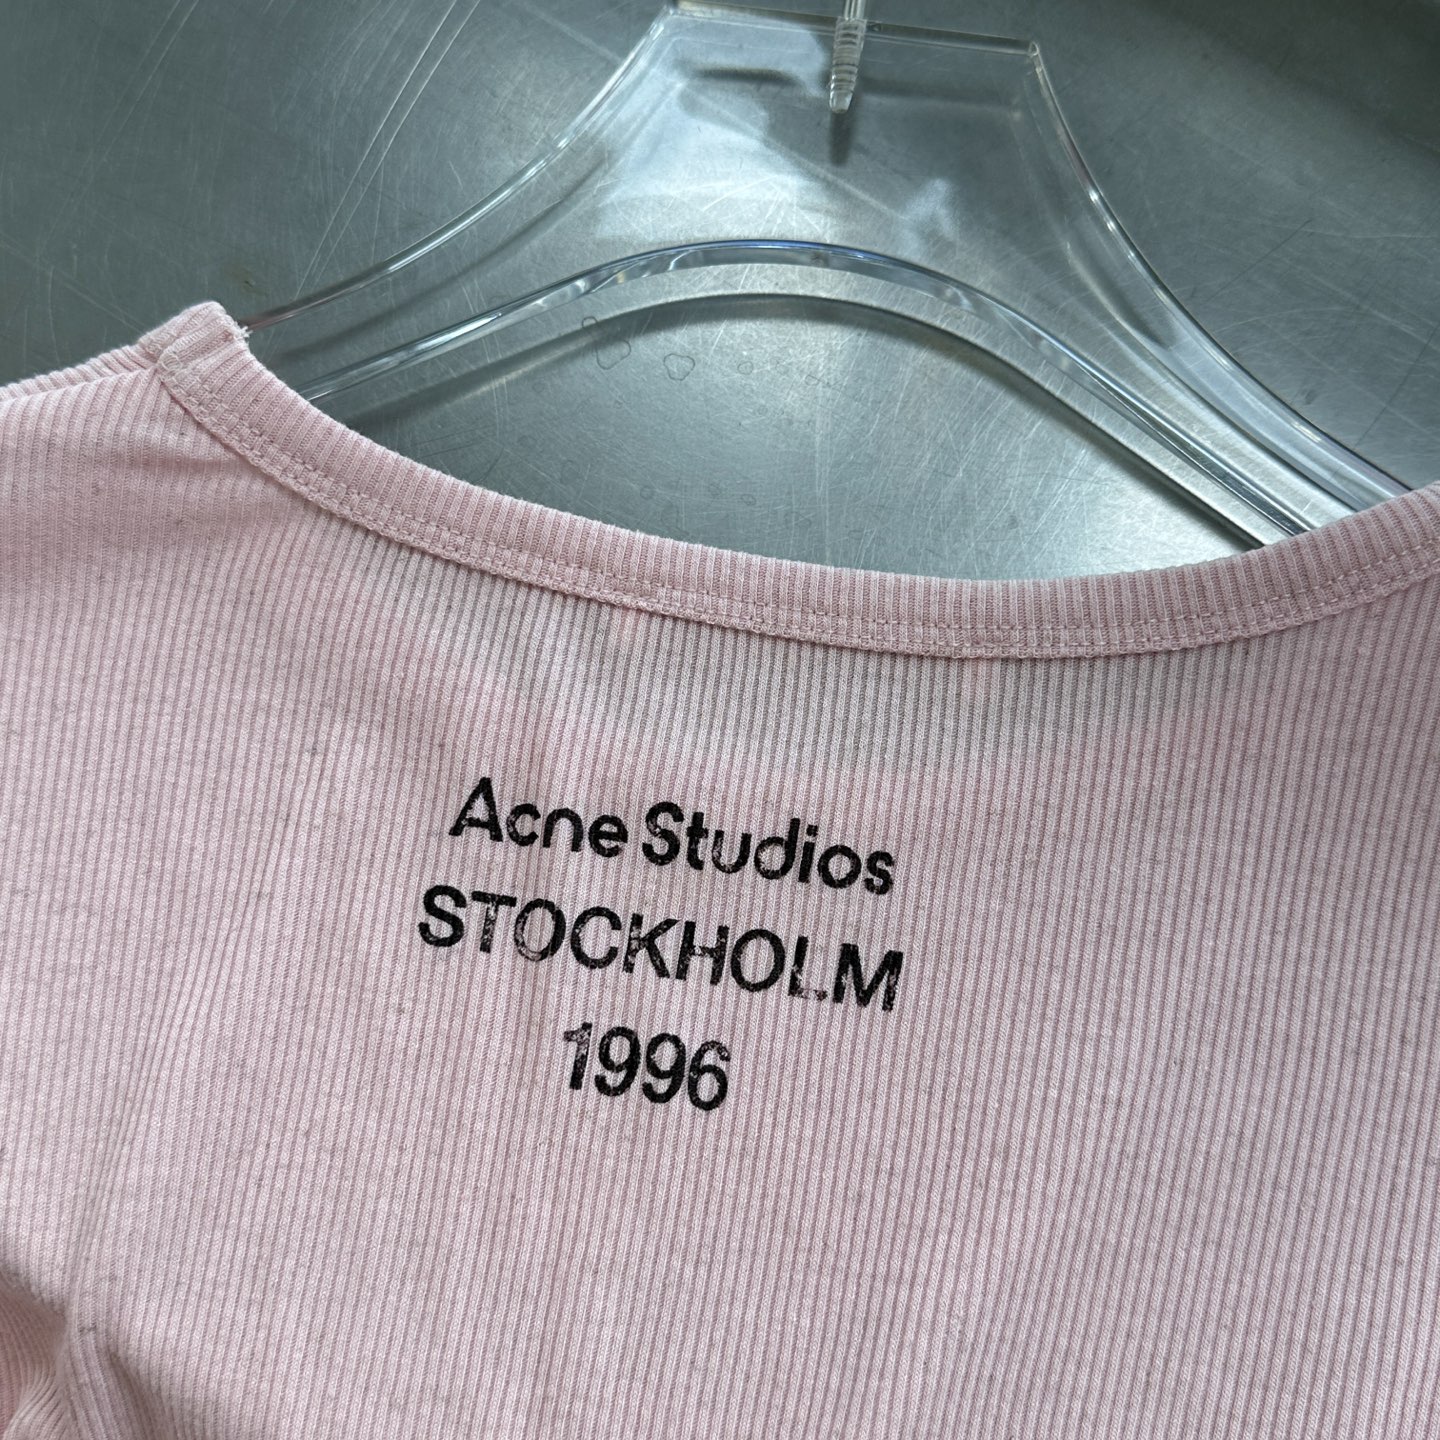 Acne Studios
STOCKHOLM
1996